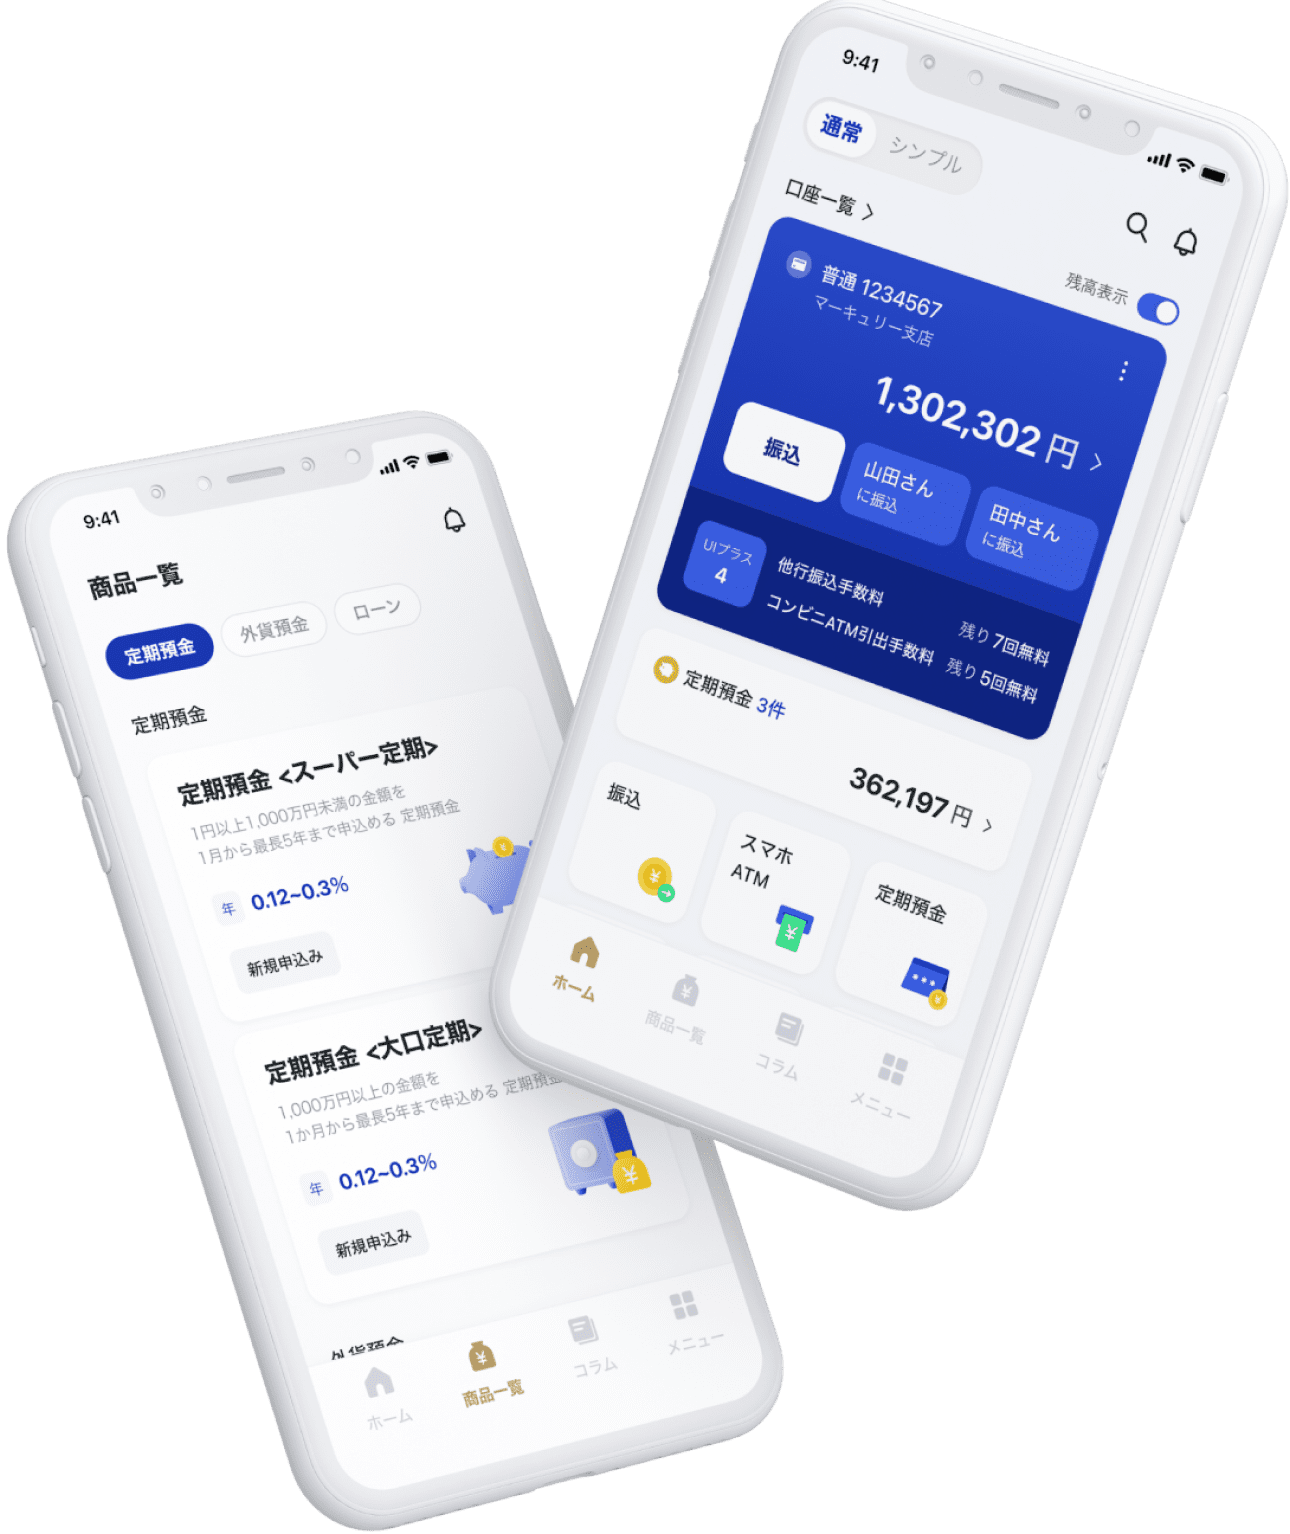 9:41
通常
シンプル
口座一覧
残高表示
普通 1234567
マーキュリー支店
1,302,302 円
振込
山田さん
に振込
田中さん
に振込
UIプラス
4
他行振込手数料
残り 7回無料
コンビニATM引出手数料
残り 5回無料
定期預金 3件
362,197 円
振込
スマホ
ATM
定期預金
ホーム
商品一覧
コラム
メニュー
9:41
商品一覧
定期預金
外貨預金
ローン
定期預金
定期預金 <スーパー定期>
1円以上1,000万円未満の金額を
1月から最長5年まで申込める 定期預金
年
0.12~0.3%
新規申込み
定期預金 <大口定期>
1,000万円以上の金額を
1か月から最長5年まで申込める 定期預金
年
0.12~0.3%
新規申込み
外貨預金
ホーム
商品一覧
コラム
メニュー